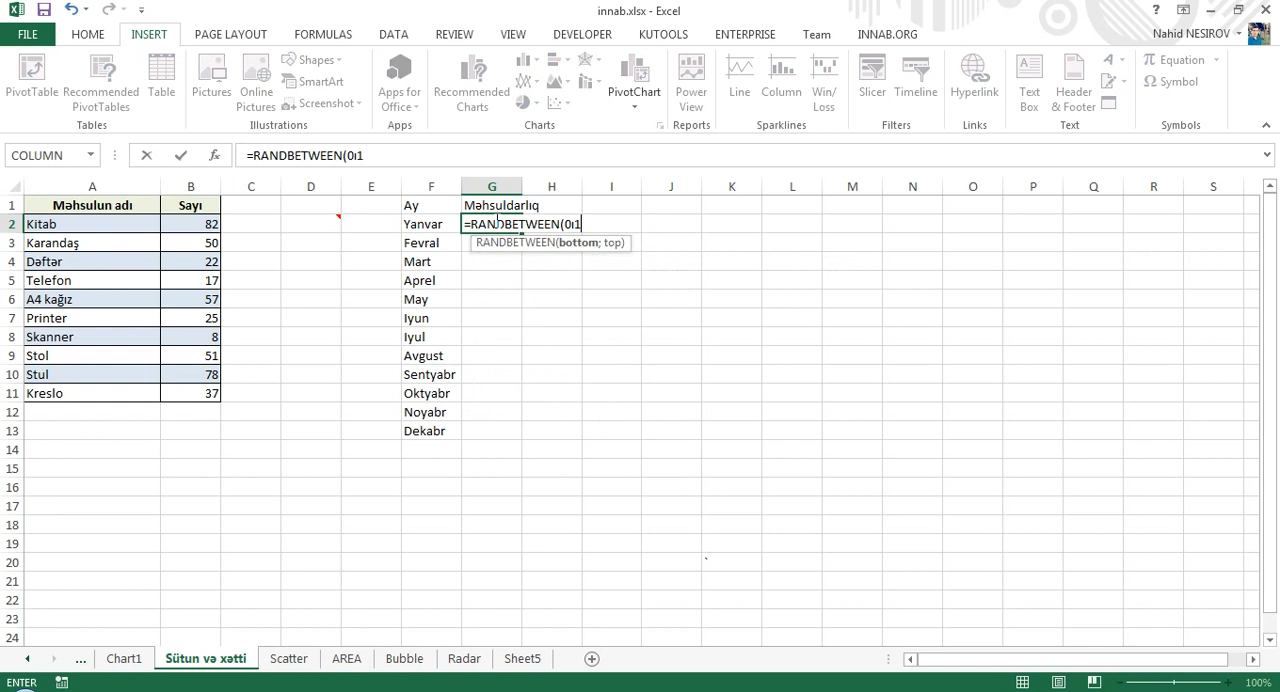 innab.xlsx - Excel
FILE HOME INSERT PAGE LAYOUT FORMULAS DATA REVIEW VIEW DEVELOPER KUTOOLS ENTERPRISE Team INNAB.ORG Nahid NESIROV
PivotTable Recommended PivotTables Table
Tables
Pictures Online Pictures Shapes SmartArt Screenshot
Illustrations
Apps for Office
Apps
Recommended Charts PivotChart
Charts
Power View
Reports
Line Column Win/ Loss
Sparklines
Slicer Timeline
Filters
Hyperlink
Links
Text Box Header & Footer
Text
Equation Symbol
Symbols
COLUMN =RANDBETWEEN(0ı1
A B C D E F G H I J K L M N O P Q R S
1 Məhsulun adı Sayı Ay Məhsuldarlıq
2 Kitab 82 Yanvar =RANDBETWEEN(0ı1
3 Karandaş 50 Fevral RANDBETWEEN(bottom; top)
4 Dəftər 22 Mart
5 Telefon 17 Aprel
6 A4 kağız 57 May
7 Printer 25 Iyun
8 Skanner 8 Iyul
9 Stol 51 Avgust
10 Stul 78 Sentyabr
11 Kreslo 37 Oktyabr
12 Noyabr
13 Dekabr
14
15
16
17
18
19
20
21
22
23
24
... Chart1 Sütun və xətti Scatter AREA Bubble Radar Sheet5
ENTER 100%